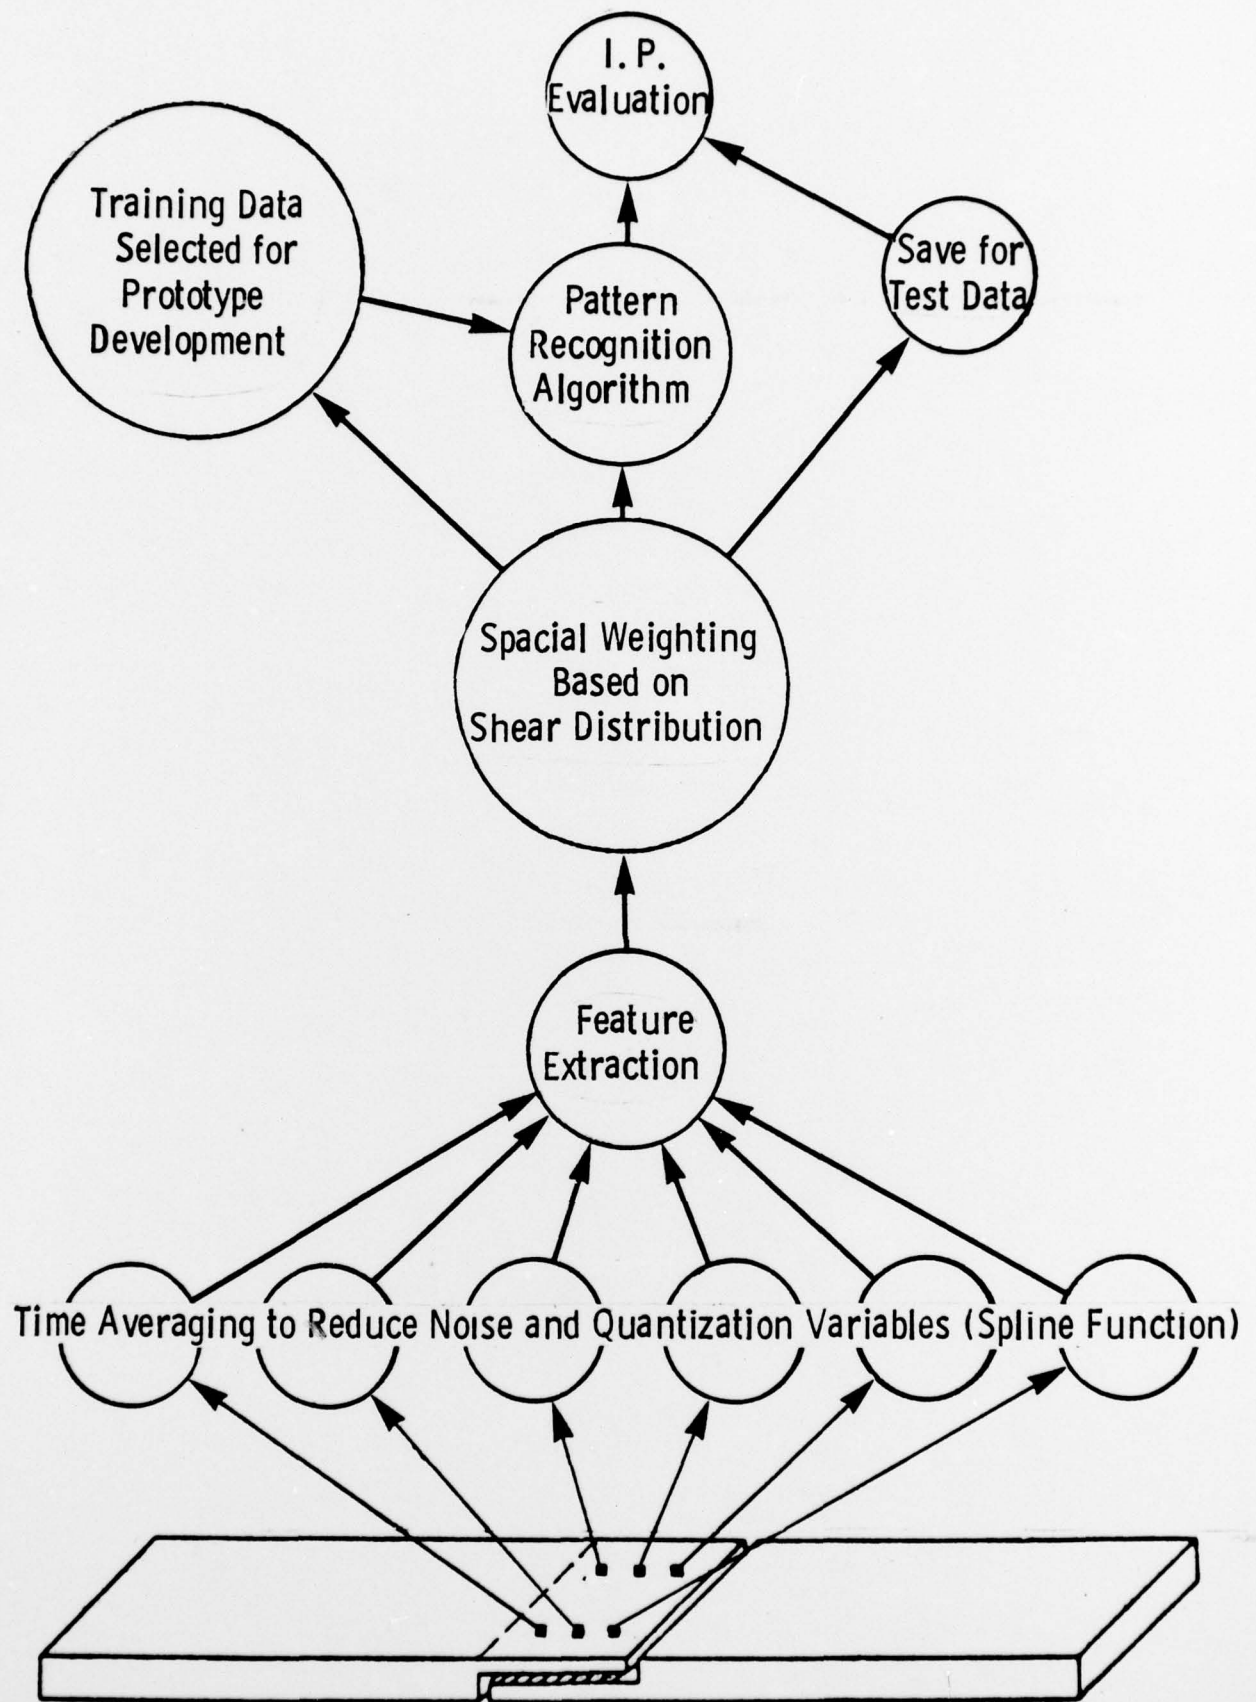 I. P.
Evaluation
Training Data
Selected for
Prototype
Development
Save for
Test Data
Pattern
Recognition
Algorithm
Spacial Weighting
Based on
Shear Distribution
Feature
Extraction
Time Averaging to Reduce Noise and Quantization Variables (Spline Function)